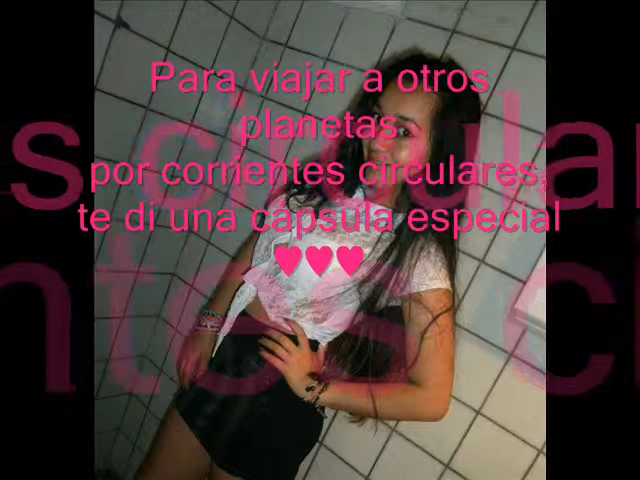 Para viajar a otros
planetas
por corrientes circulares,
te di una capsula especial
♥♥♥